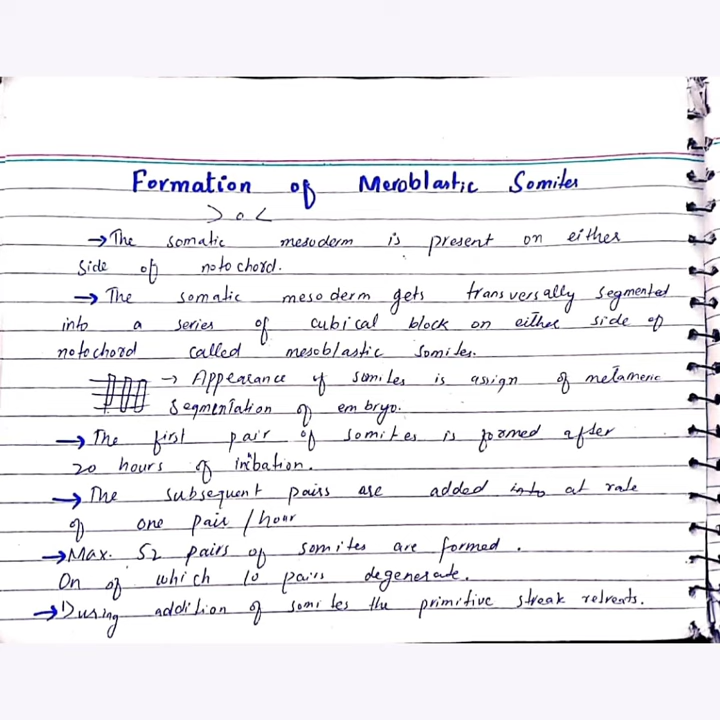 Formation of Meroblastic Somites
> o <
→ The somatic mesoderm is present on either
side of notochord.
→ The somatic mesoderm gets transversally segmented
into a series of cubical block on either side of
notochord called mesoblastic somites.
→ Appearance of somites is assign of metameric
segmentation of embryo.
→ The first pair of somites is formed after
20 hours of inbation.
→ The subsequent pairs are added into at rate
of one pair / hour
→ Max. 52 pairs of somites are formed.
On of which 10 pairs degenerate.
→ During addition of somites the primitive streak retreats.